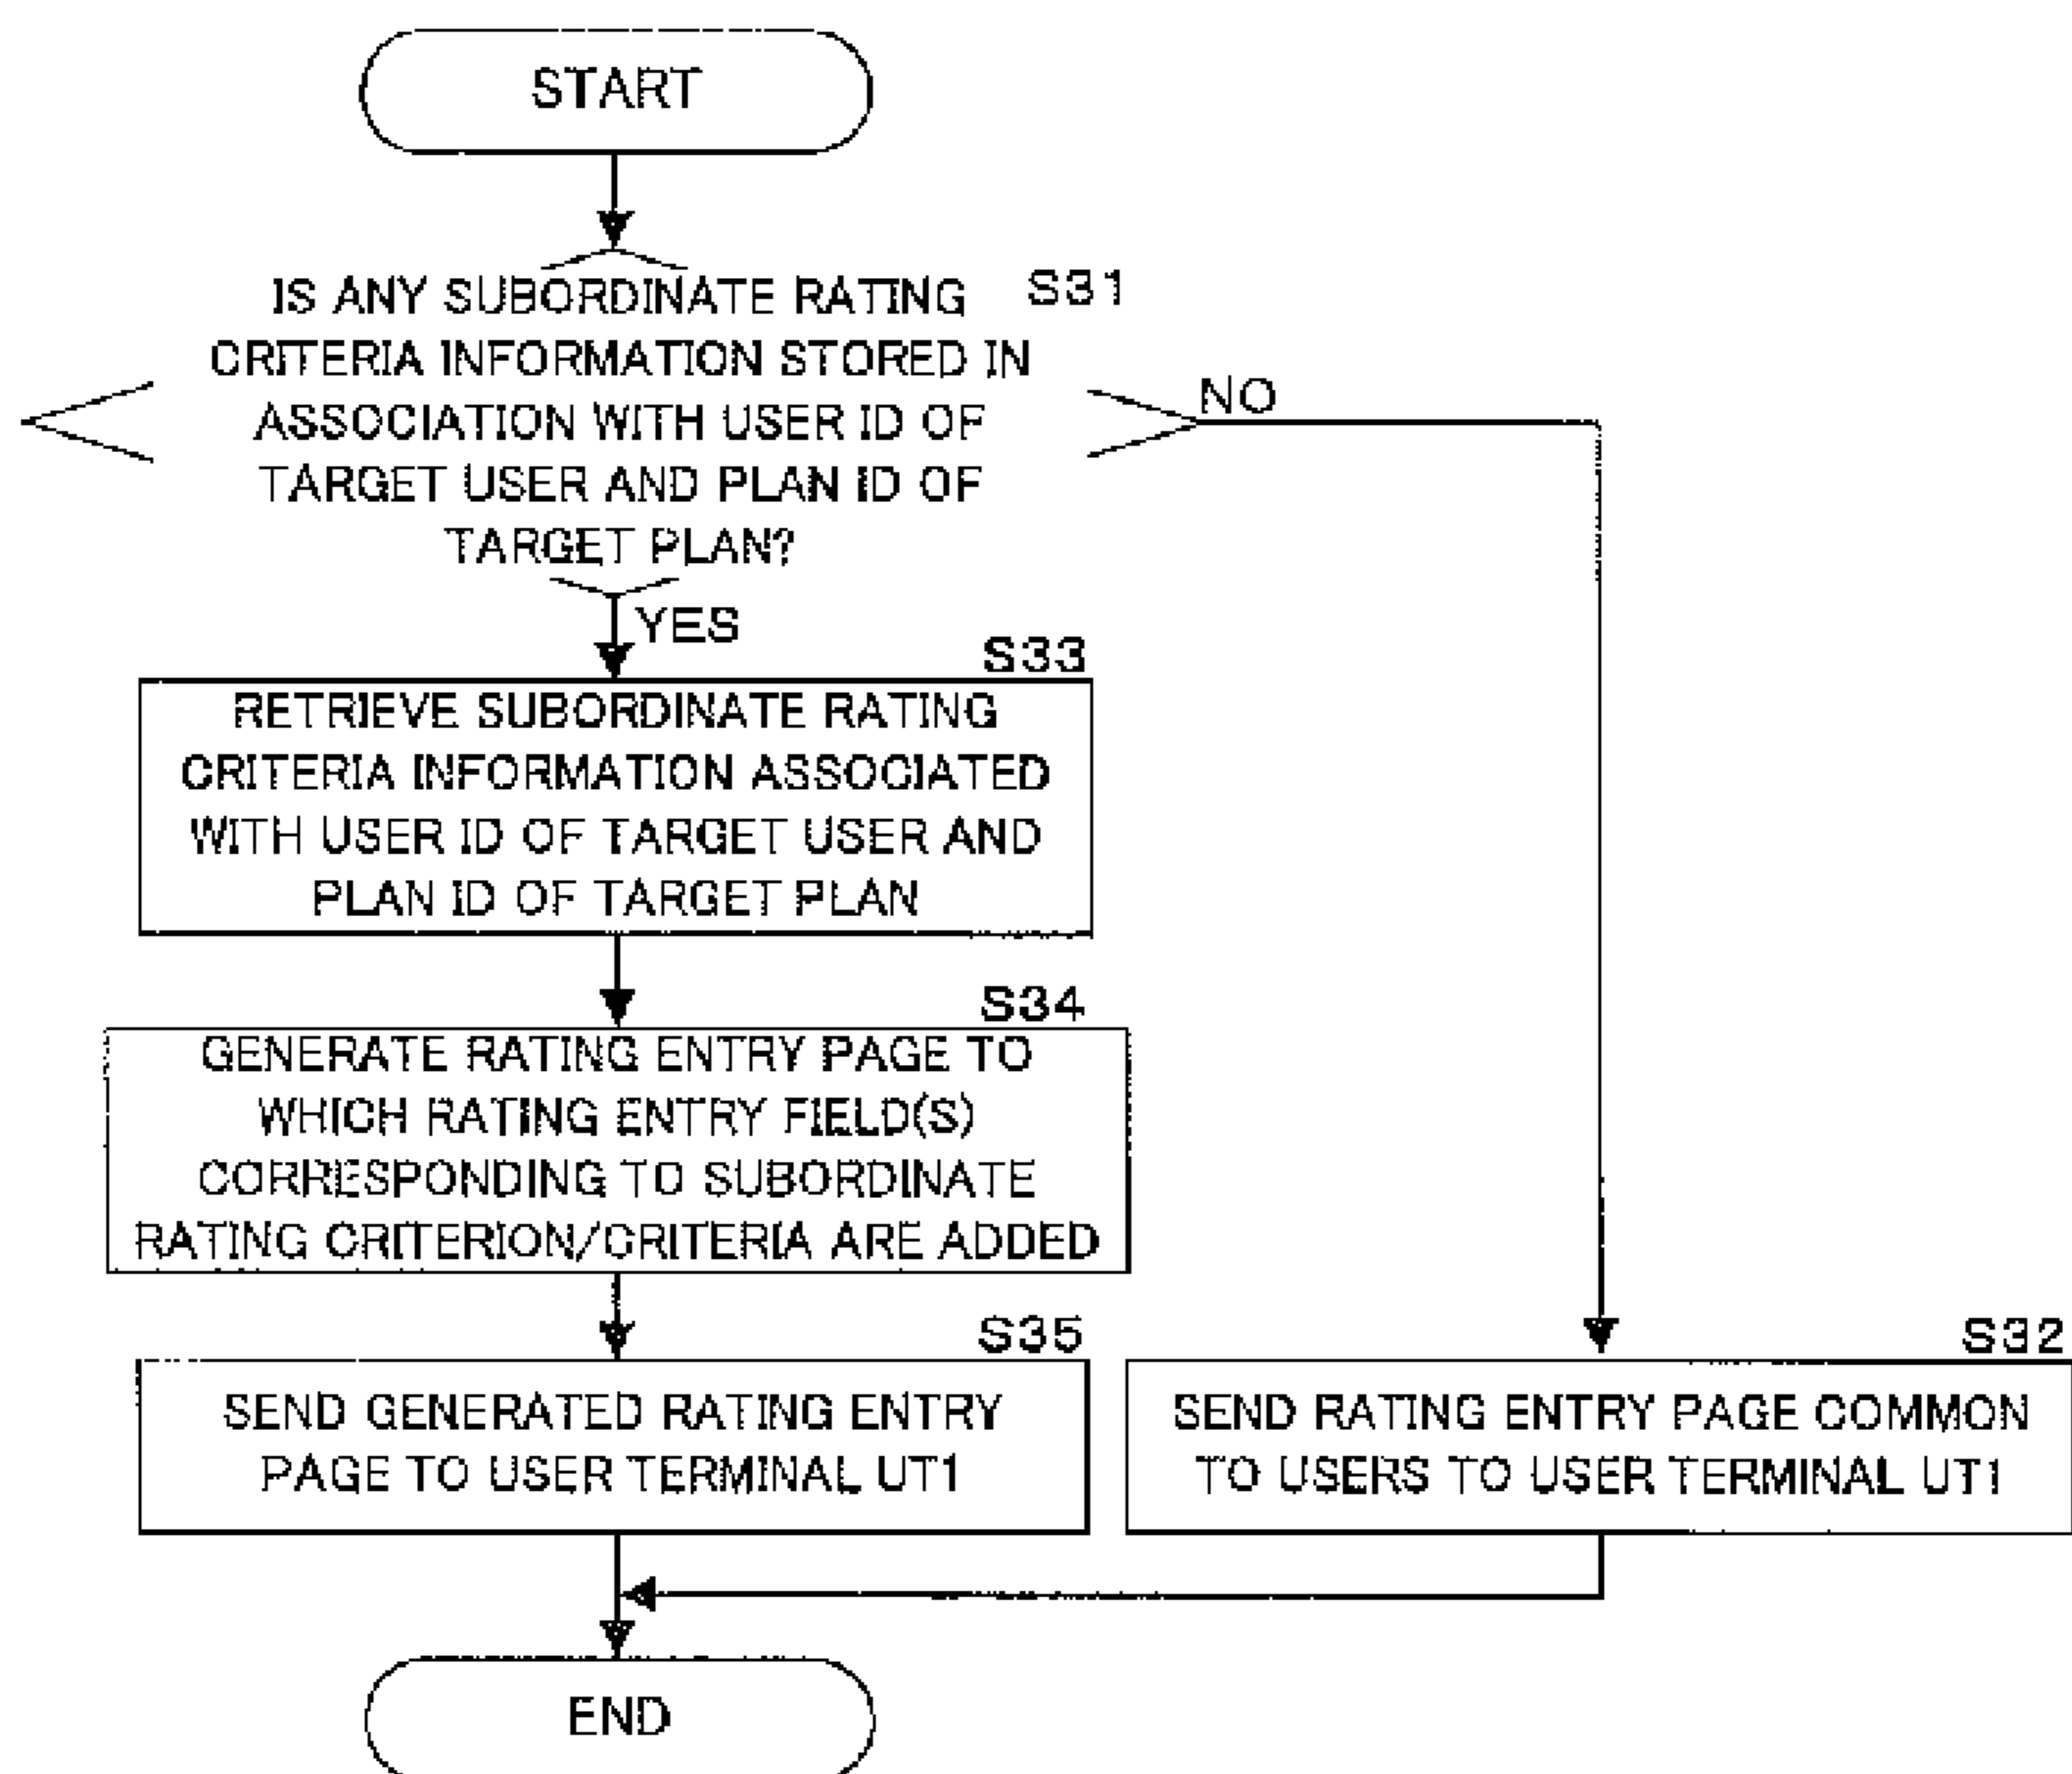 START
IS ANY SUBORDINATE RATING
S31
CRITERIA INFORMATION STORED IN
ASSOCIATION WITH USER ID OF
TARGET USER AND PLAN ID OF
TARGET PLAN?
NO
YES
S33
RETRIEVE SUBORDINATE RATING
CRITERIA INFORMATION ASSOCIATED
WITH USER ID OF TARGET USER AND
PLAN ID OF TARGET PLAN
S34
GENERATE RATING ENTRY PAGE TO
WHICH RATING ENTRY FIELD(S)
CORRESPONDING TO SUBORDINATE
RATING CRITERION/CRITERIA ARE ADDED
S35
SEND GENERATED RATING ENTRY
PAGE TO USER TERMINAL UT1
S32
SEND RATING ENTRY PAGE COMMON
TO USERS TO USER TERMINAL UT1
END